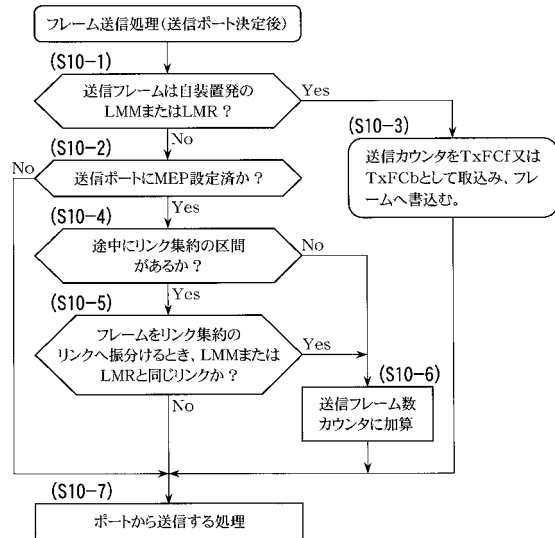 フレーム送信処理(送信ポート決定後)
(S10-1)
送信フレームは自装置発の
LMMまたはLMR？
Yes
No
(S10-3)
送信カウンタをTxFCf又は
TxFCbとして取込み、フレ
ームへ書込む。
(S10-2)
No
送信ポートにMEP設定済か？
Yes
(S10-4)
途中にリンク集約の区間
があるか？
No
Yes
(S10-5)
フレームをリンク集約の
リンクへ振分けるとき、LMMまたは
LMRと同じリンクか？
Yes
No
(S10-6)
送信フレーム数
カウンタに加算
(S10-7)
ポートから送信する処理